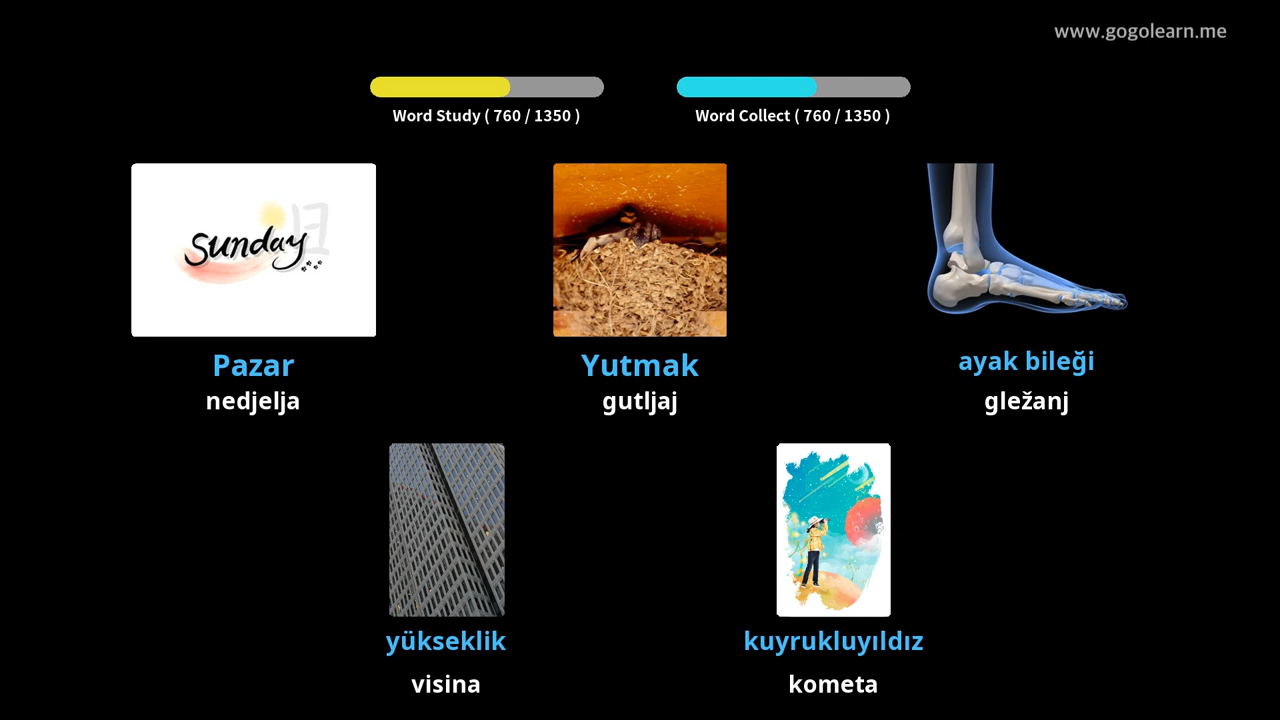 www.gogolearn.me
Word Study ( 760 / 1350 )
Word Collect ( 760 / 1350 )
Sunday
日
Pazar
nedjelja
Yutmak
gutljaj
ayak bileği
gležanj
yükseklik
visina
kuyrukluyıldız
kometa